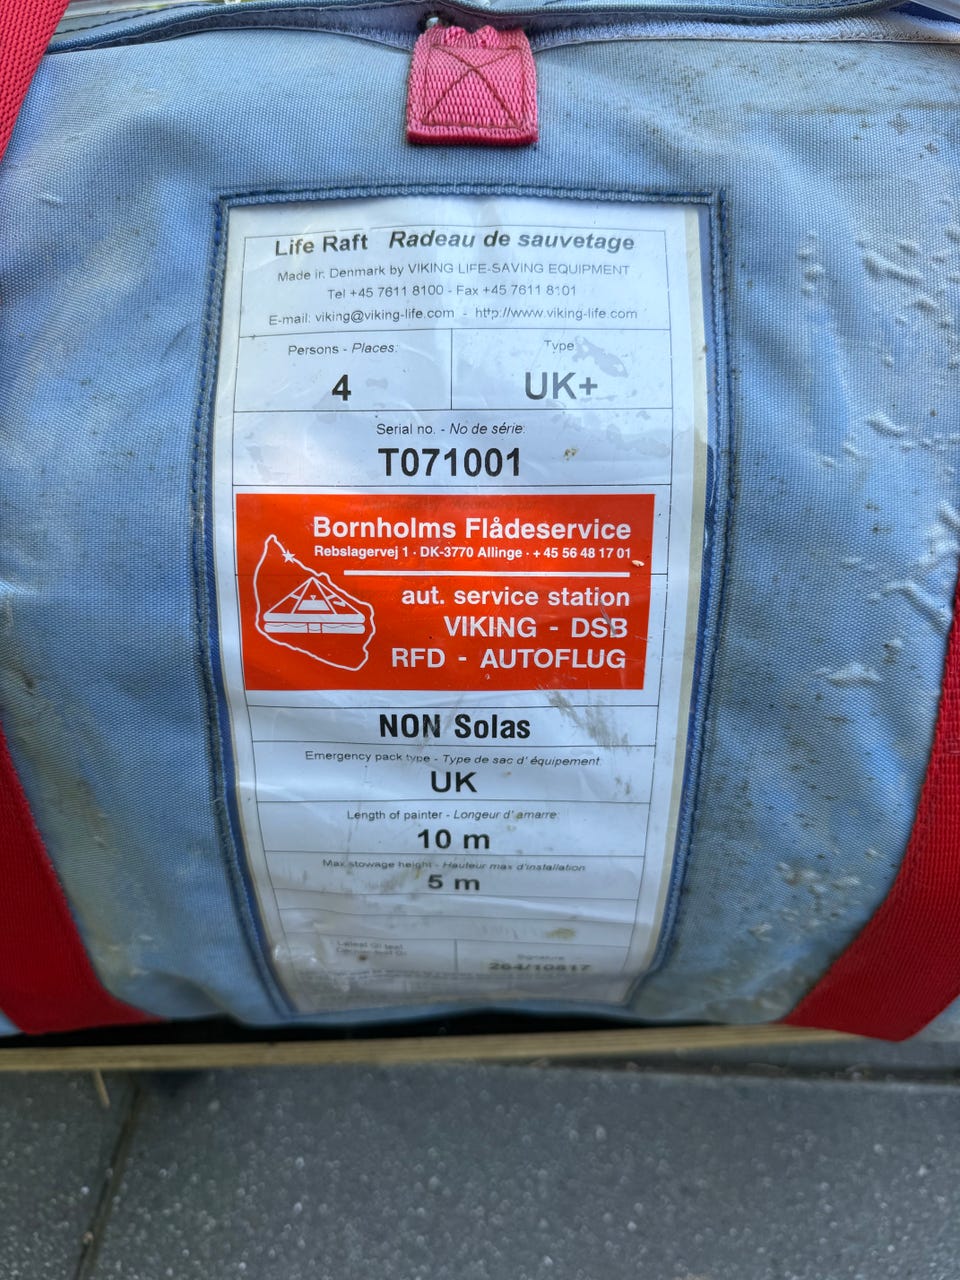 Life Raft Radeau de sauvetage
Made in Denmark by VIKING LIFE-SAVING EQUIPMENT
Tel +45 7611 8100 - Fax +45 7611 8101
E-mail: viking@viking-life.com - http://www.viking-life.com
Persons - Places:
4
Type
UK+
Serial no. - No de série:
T071001
Bornholms Flådeservice
Rebslagervej 1 · DK-3770 Allinge · + 45 56 48 17 01
aut. service station
VIKING - DSB
RFD - AUTOFLUG
NON Solas
Emergency pack type - Type de sac d' équipement:
UK
Length of painter - Longeur d' amarre:
10 m
Max stowage height - Hauteur max d'installation
5 m
Signature